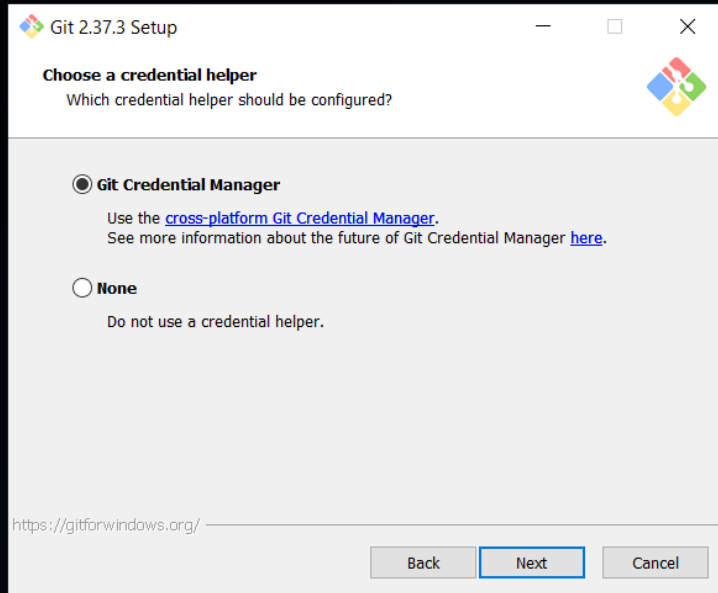 Git 2.37.3 Setup
Choose a credential helper
Which credential helper should be configured?
Git Credential Manager
Use the cross-platform Git Credential Manager.
See more information about the future of Git Credential Manager here.
None
Do not use a credential helper.
https://gitforwindows.org/
Back Next Cancel